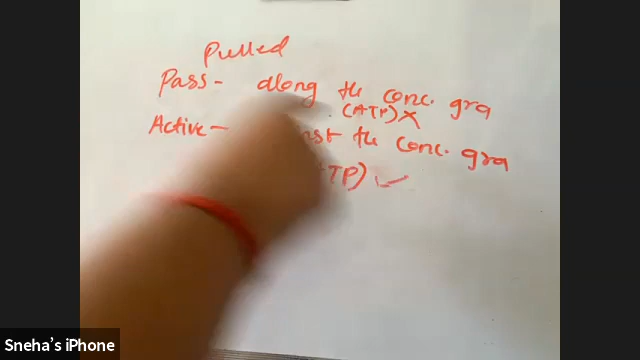 Pulled
Pass- along the conc. gra
(ATP)✗
Active- the conc. gra
TP) ✓
Sneha's iPhone